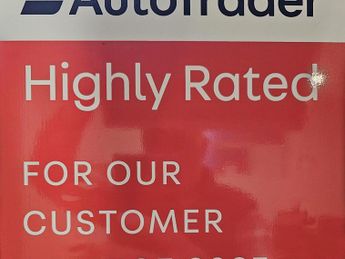 AutoTrader
Highly Rated
FOR OUR
CUSTOMER